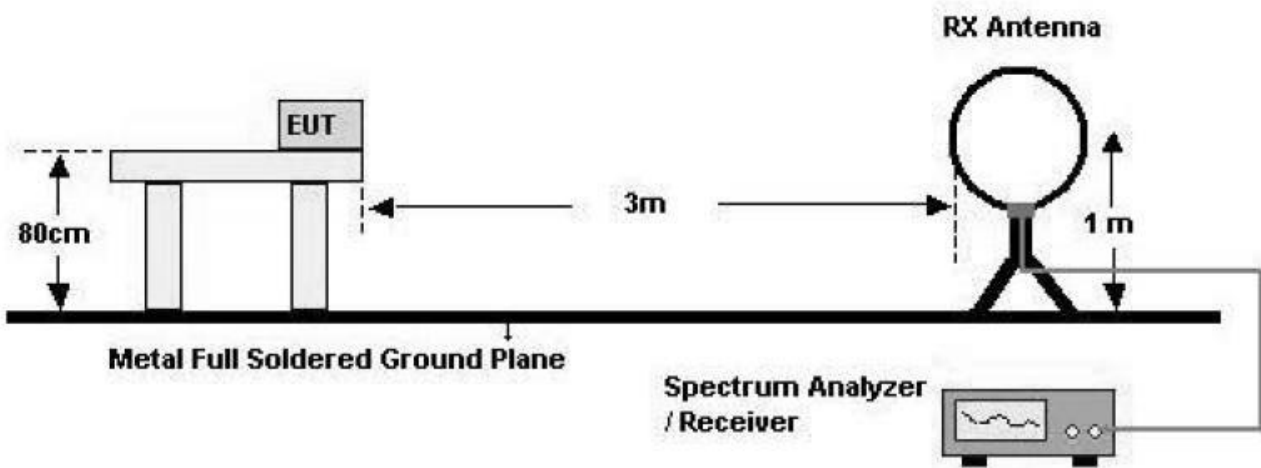 RX Antenna
EUT
80cm
3m
1 m
Metal Full Soldered Ground Plane
Spectrum Analyzer
/ Receiver